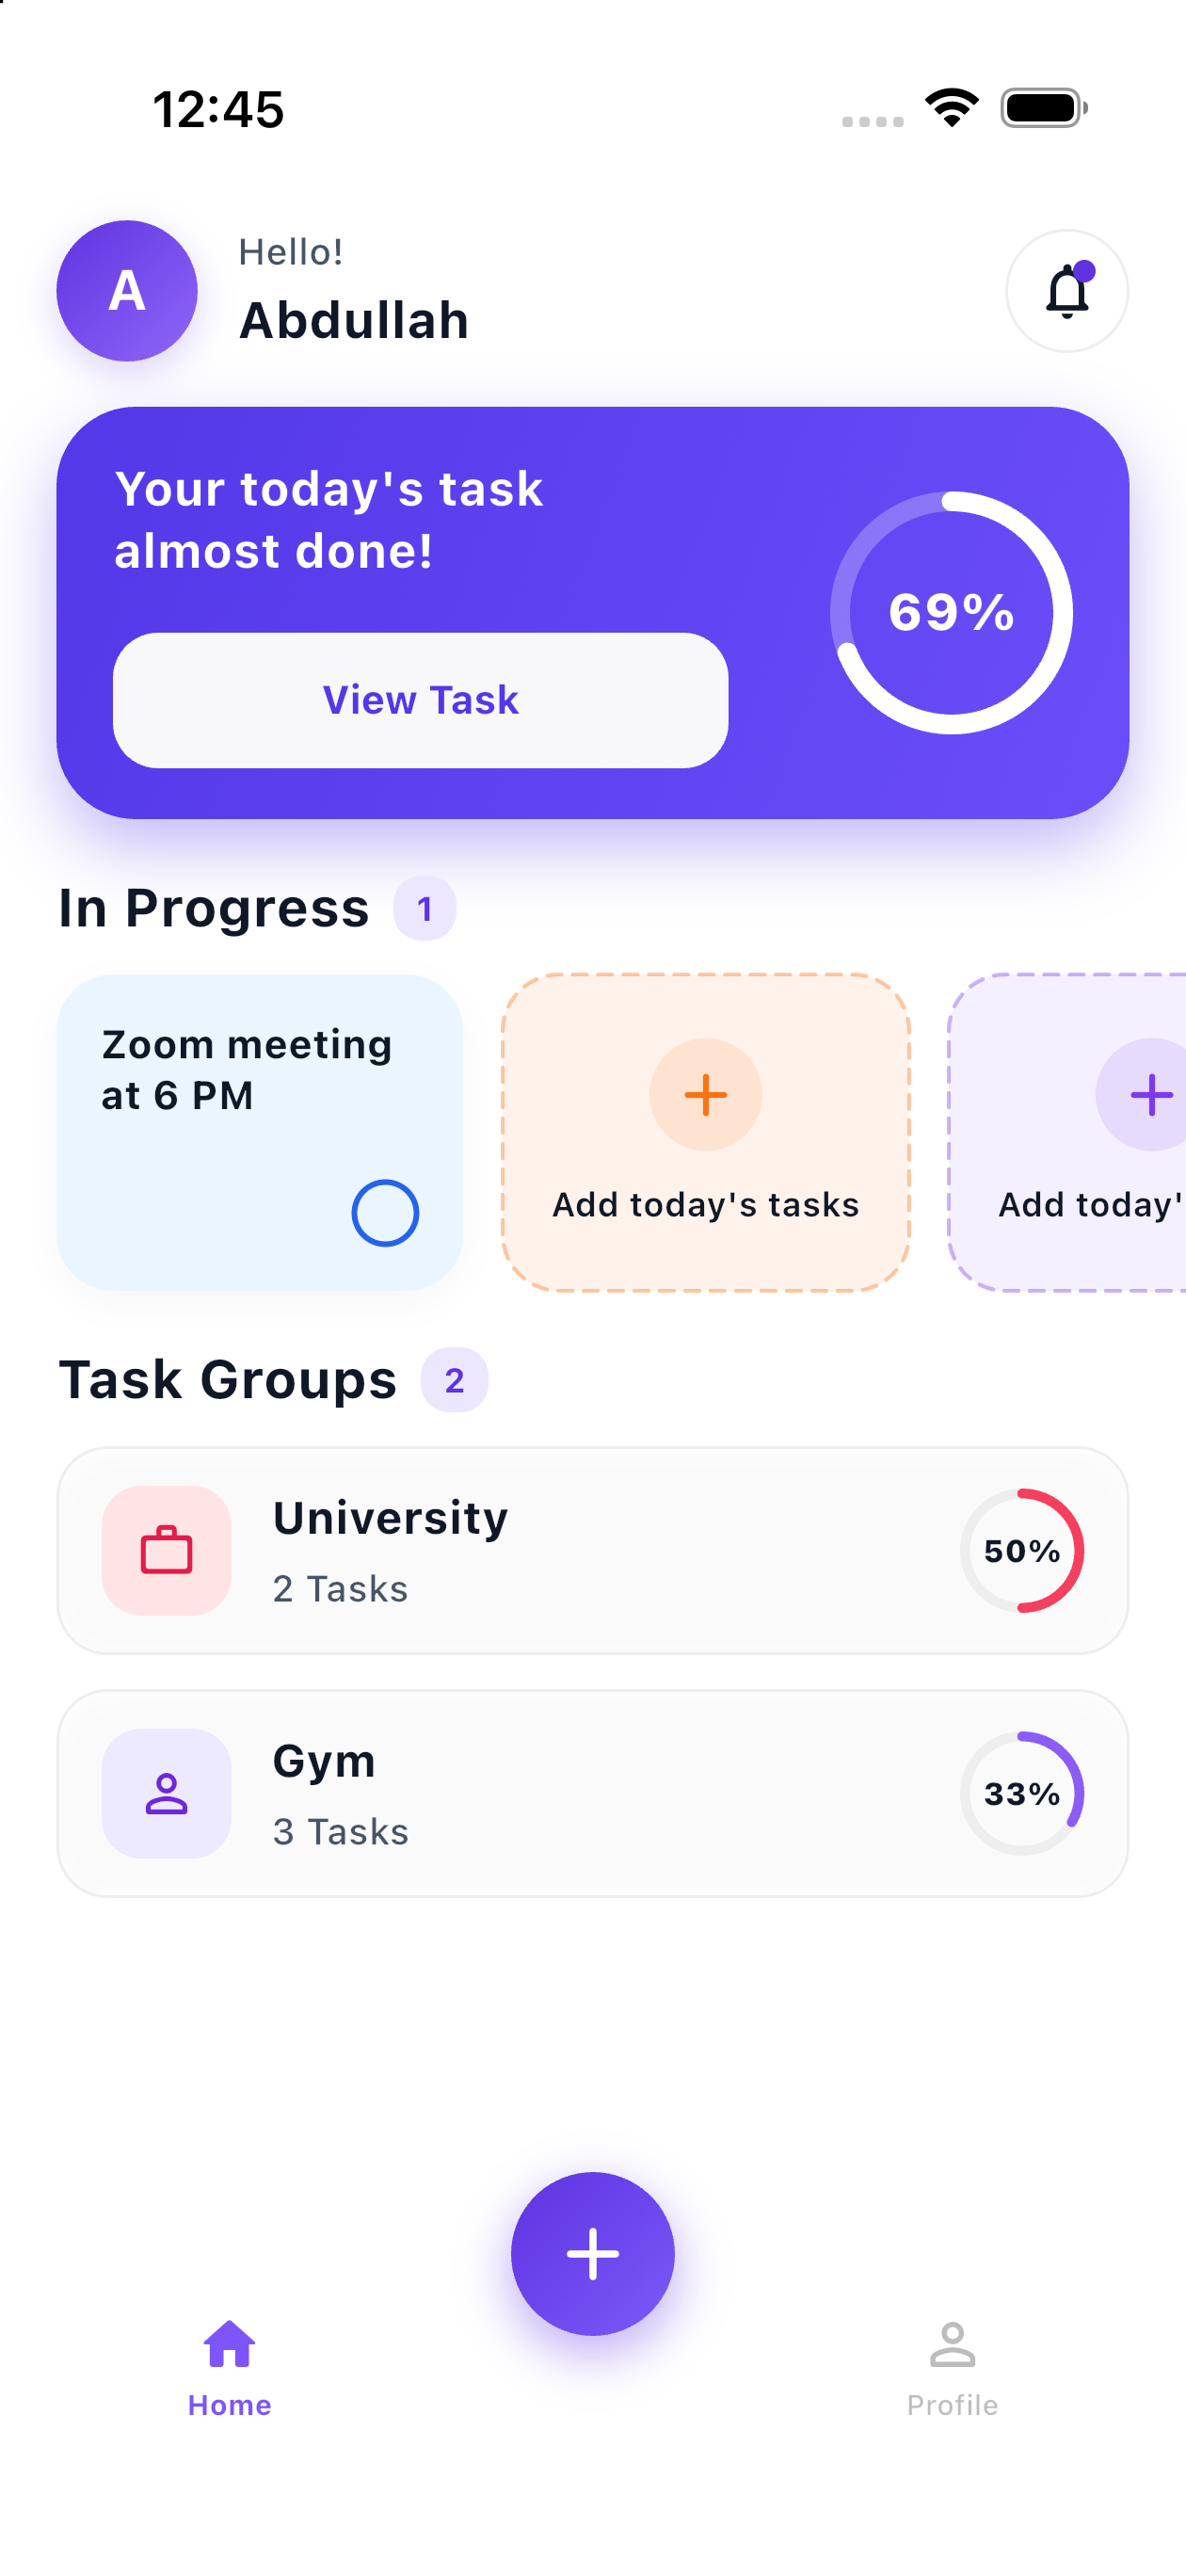 12:45
A
Hello!
Abdullah
Your today's task
almost done!
69%
View Task
In Progress
1
Zoom meeting
at 6 PM
Add today's tasks
Add today'
Task Groups
2
University
2 Tasks
50%
Gym
3 Tasks
33%
Home
Profile